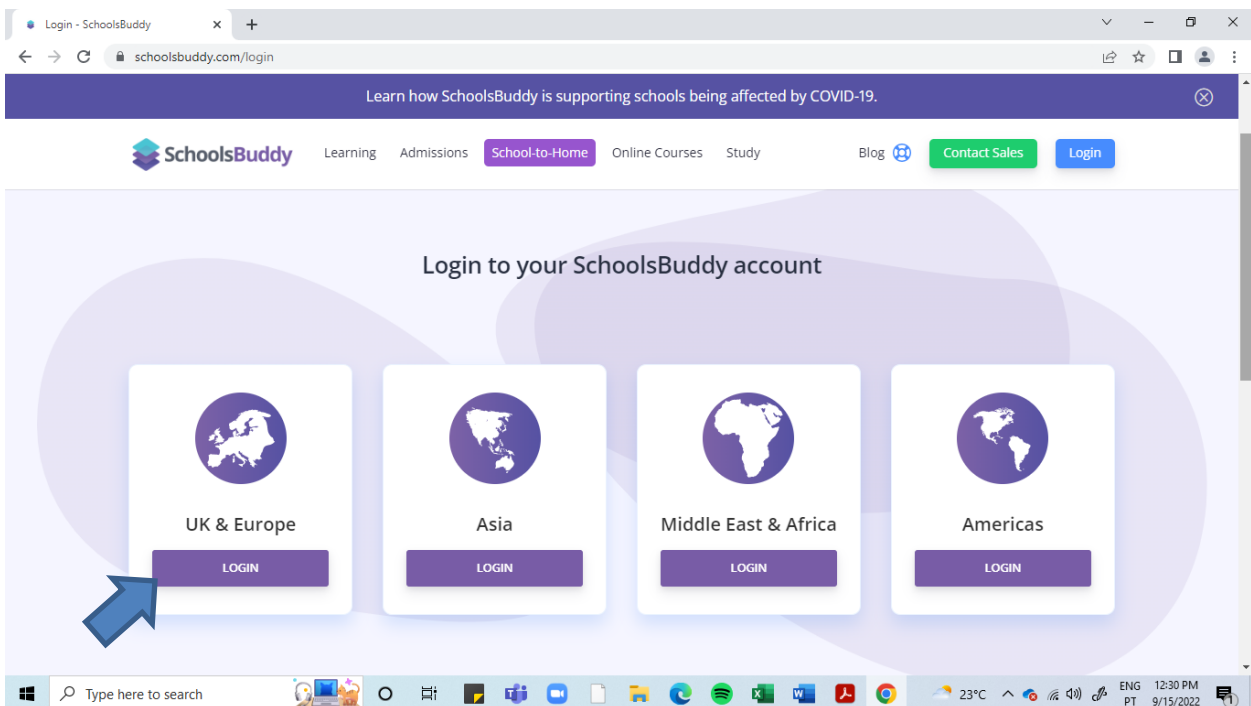 Login - SchoolsBuddy
schoolsbuddy.com/login
Learn how SchoolsBuddy is supporting schools being affected by COVID-19.
SchoolsBuddy Learning Admissions School-to-Home Online Courses Study Blog Contact Sales Login
Login to your SchoolsBuddy account
UK & Europe Asia Middle East & Africa Americas
LOGIN LOGIN LOGIN LOGIN
Type here to search 23°C ENG 12:30 PM
PT 9/15/2022